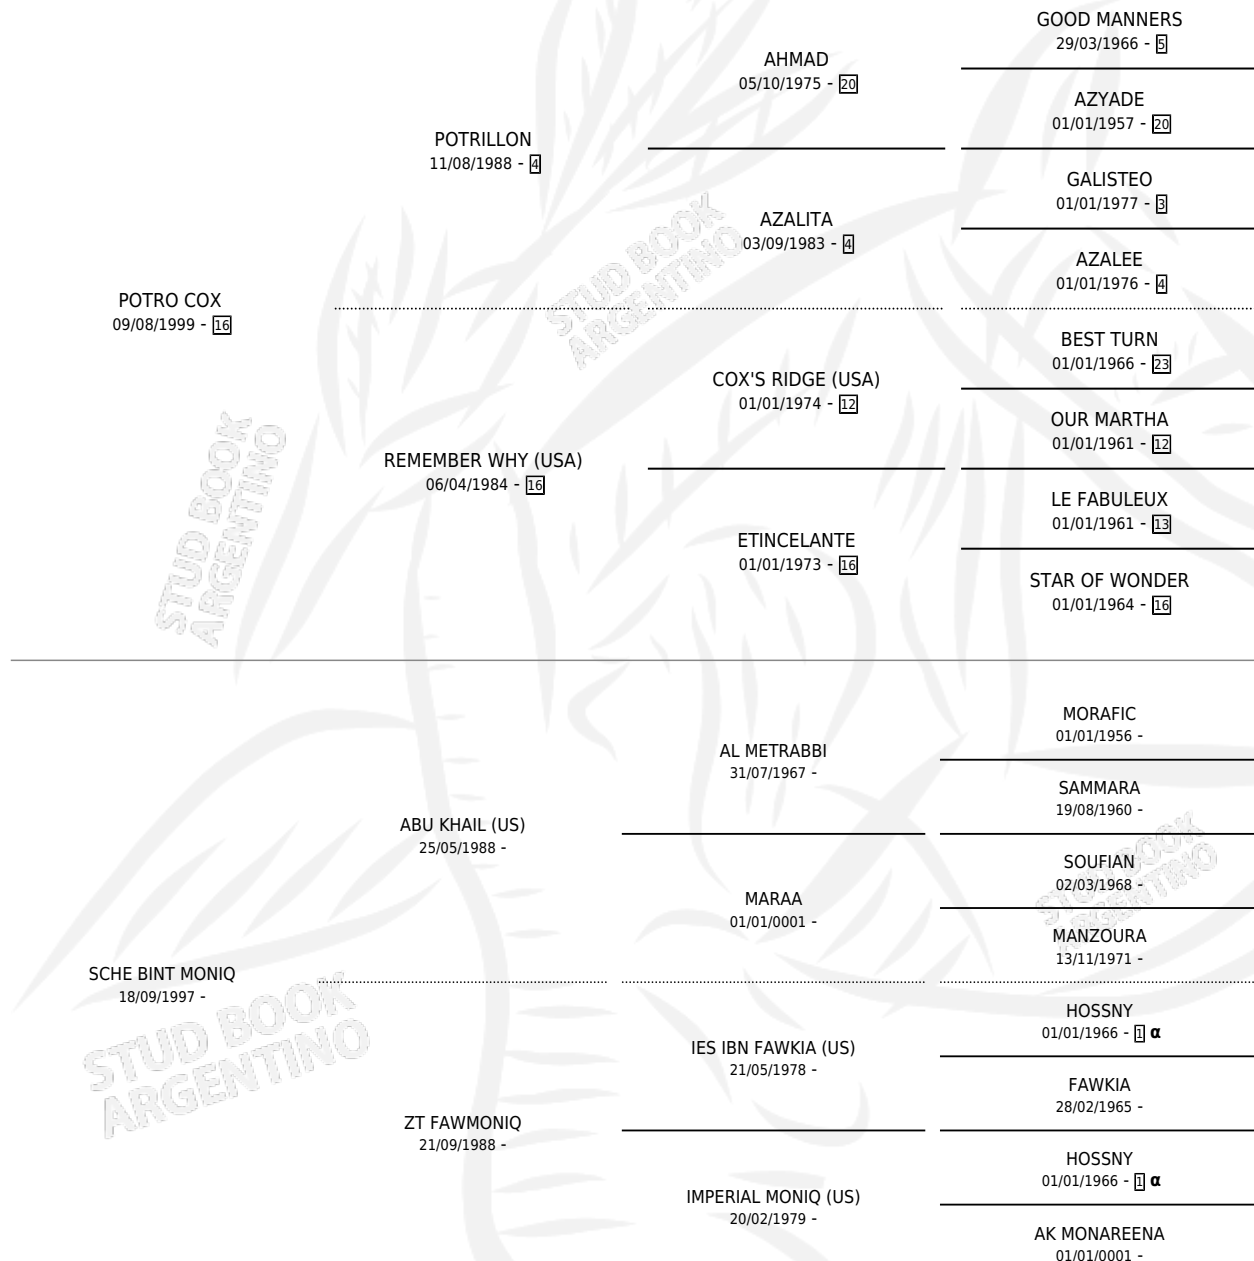 GOOD MANNERS
29/03/1966 - 5
AHMAD
05/10/1975 - 20
AZYADE
01/01/1957 - 20
POTRILLON
11/08/1988 - 4
GALISTEO
01/01/1977 - 3
AZALITA
03/09/1983 - 4
AZALEE
01/01/1976 - 4
STUD BOOK
ARGENTINO
POTRO COX
09/08/1999 - 16
BEST TURN
01/01/1966 - 23
COX'S RIDGE (USA)
01/01/1974 - 12
OUR MARTHA
01/01/1961 - 12
STUD BOOK
ARGENTINO
REMEMBER WHY (USA)
06/04/1984 - 16
LE FABULEUX
01/01/1961 - 13
ETINCELANTE
01/01/1973 - 16
STAR OF WONDER
01/01/1964 - 16
MORAFIC
01/01/1956 -
AL METRABBI
31/07/1967 -
SAMMARA
19/08/1960 -
ABU KHAIL (US)
25/05/1988 -
STUD BOOK
ARGENTINO
SOUFIAN
02/03/1968 -
MARAA
01/01/0001 -
MANZOURA
13/11/1971 -
SCHE BINT MONIQ
18/09/1997 -
STUD BOOK
ARGENTINO
HOSSNY
01/01/1966 - 1 α
IES IBN FAWKIA (US)
21/05/1978 -
FAWKIA
28/02/1965 -
ZT FAWMONIQ
21/09/1988 -
HOSSNY
01/01/1966 - 1 α
IMPERIAL MONIQ (US)
20/02/1979 -
AK MONAREENA
01/01/0001 -